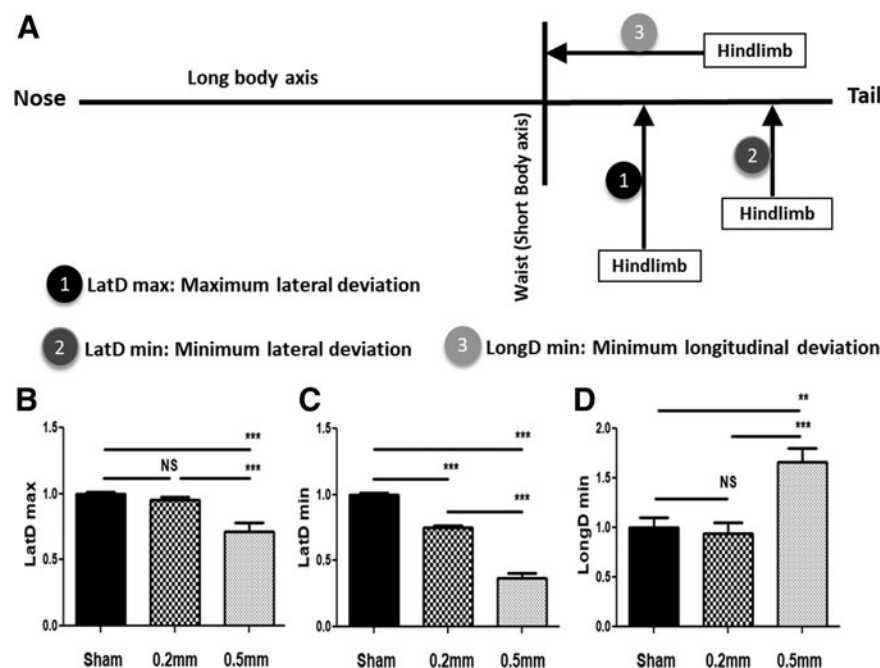 A
3
Hindlimb
Long body axis
Nose
Tail
Waist (Short Body axis)
1
2
Hindlimb
Hindlimb
1 LatD max: Maximum lateral deviation
2 LatD min: Minimum lateral deviation
3 LongD min: Minimum longitudinal deviation
B
1.5
1.0
0.5
0.0
LatD max
***
NS
***
Sham 0.2mm 0.5mm
C
1.5
1.0
0.5
0.0
LatD min
***
***
***
Sham 0.2mm 0.5mm
D
2.0
1.5
1.0
0.5
0.0
LongD min
**
***
NS
Sham 0.2mm 0.5mm